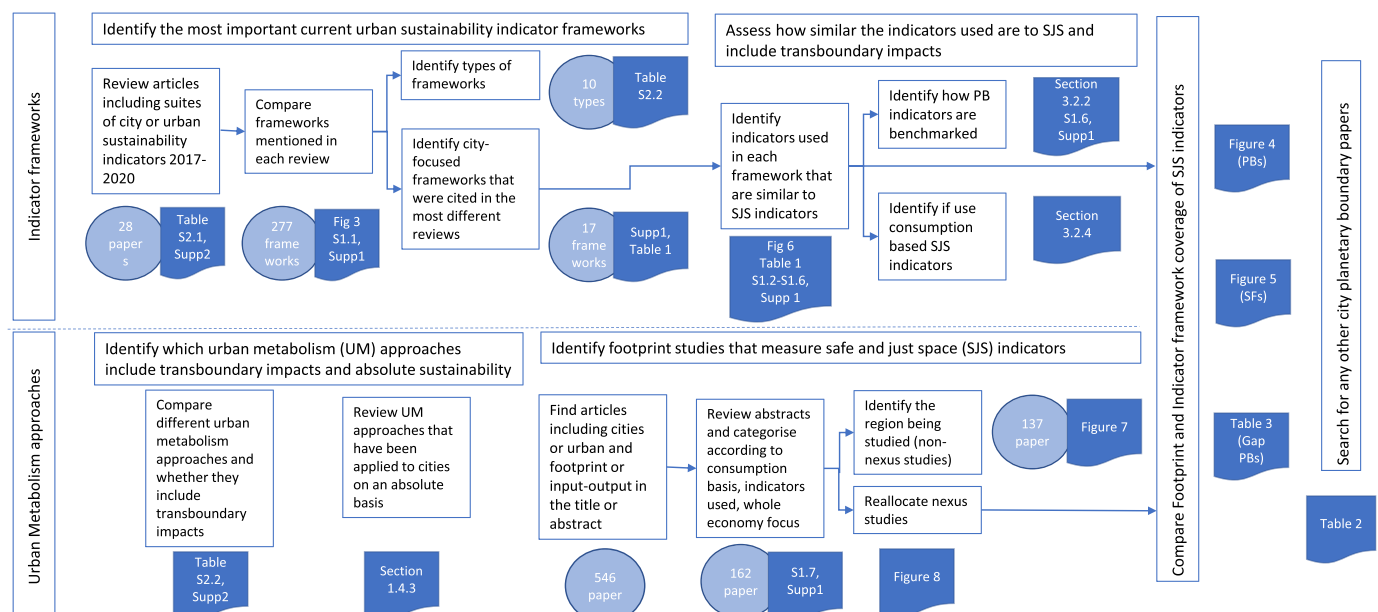 Indicator frameworks
Identify the most important current urban sustainability indicator frameworks
Review articles
including suites
of city or urban
sustainability
indicators 2017-
2020
28
paper
s
Table
S2.1,
Supp2
Compare
frameworks
mentioned in
each review
277
frame
works
Fig 3
S1.1,
Supp1
Identify types of
frameworks
10
types
Table
S2.2
Identify city-
focused
frameworks that
were cited in the
most different
reviews
17
frame
works
Supp1,
Table 1
Assess how similar the indicators used are to SJS and
include transboundary impacts
Identify
indicators used
in each
framework that
are similar to
SJS indicators
Fig 6
Table 1
S1.2-S1.6,
Supp 1
Identify how PB
indicators are
benchmarked
Section
3.2.2
S1.6,
Supp1
Identify if use
consumption
based SJS
indicators
Section
3.2.4
Urban Metabolism approaches
Identify which urban metabolism (UM) approaches
include transboundary impacts and absolute sustainability
Compare
different urban
metabolism
approaches and
whether they
include
transboundary
impacts
Table
S2.2,
Supp2
Review UM
approaches that
have been
applied to cities
on an absolute
basis
Section
1.4.3
Identify footprint studies that measure safe and just space (SJS) indicators
Find articles
including cities
or urban and
footprint or
input-output in
the title or
abstract
546
paper
Review abstracts
and categorise
according to
consumption
basis, indicators
used, whole
economy focus
162
paper
S1.7,
Supp1
Identify the
region being
studied (non-
nexus studies)
137
paper
Figure 7
Reallocate nexus
studies
Figure 8
Compare Footprint and Indicator framework coverage of SJS indicators
Figure 4
(PBs)
Figure 5
(SFs)
Table 3
(Gap
PBs)
Search for any other city planetary boundary papers
Table 2